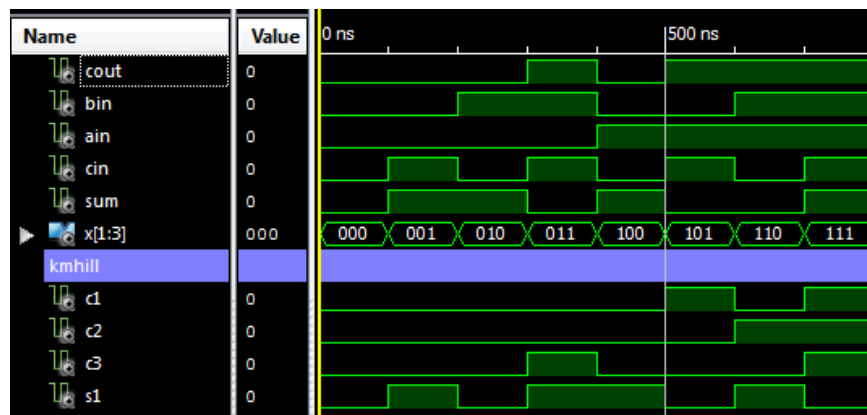 Name Value 0 ns 500 ns
cout 0
bin 0
ain 0
cin 0
sum 0
x[1:3] 000 000 001 010 011 100 101 110 111
kmhill
c1 0
c2 0
c3 0
s1 0